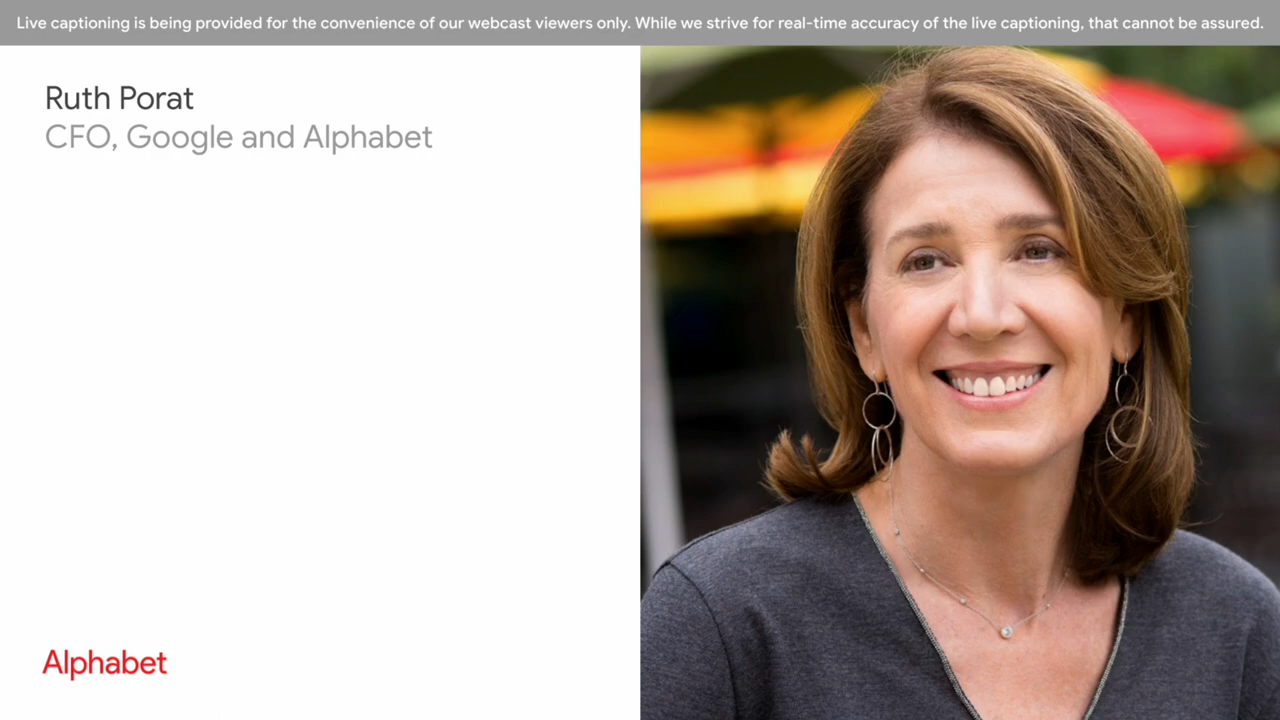 Live captioning is being provided for the convenience of our webcast viewers only. While we strive for real-time accuracy of the live captioning, that cannot be assured.
Ruth Porat
CFO, Google and Alphabet
Alphabet